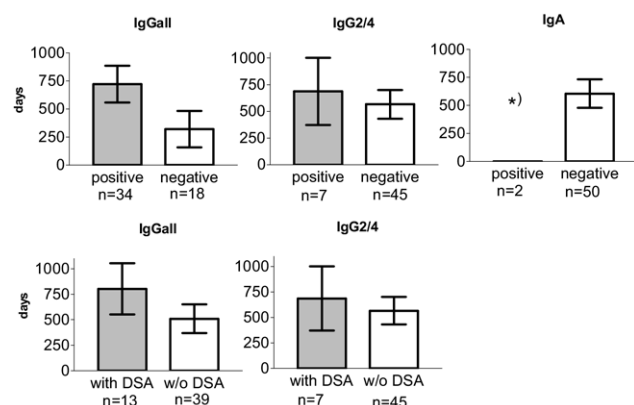 IgGall IgG2/4 IgA
1000 1000 1000
750 750 750
days 500 500 500 *)
250 250 250
0 0 0
positive negative positive negative positive negative
n=34 n=18 n=7 n=45 n=2 n=50
IgGall IgG2/4
1000 1000
750 750
days 500 500
250 250
0 0
with DSA w/o DSA with DSA w/o DSA
n=13 n=39 n=7 n=45